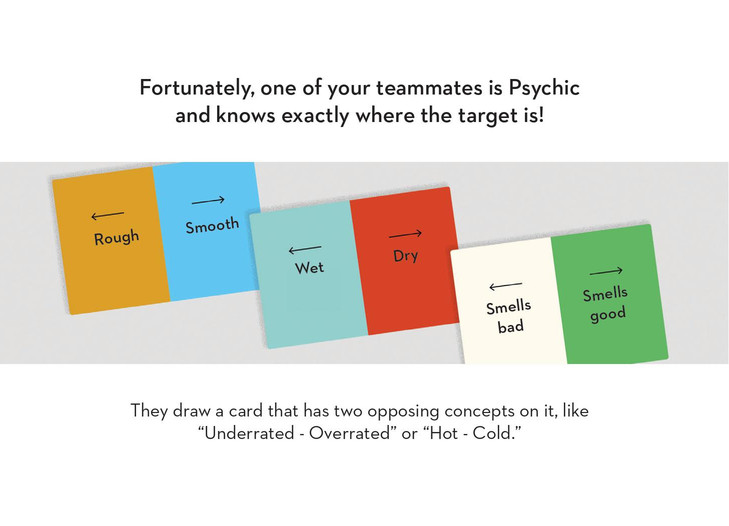 Fortunately, one of your teammates is Psychic
and knows exactly where the target is!
Rough
Smooth
Wet
Dry
Smells
bad
Smells
good
They draw a card that has two opposing concepts on it, like
“Underrated - Overrated” or “Hot - Cold.”